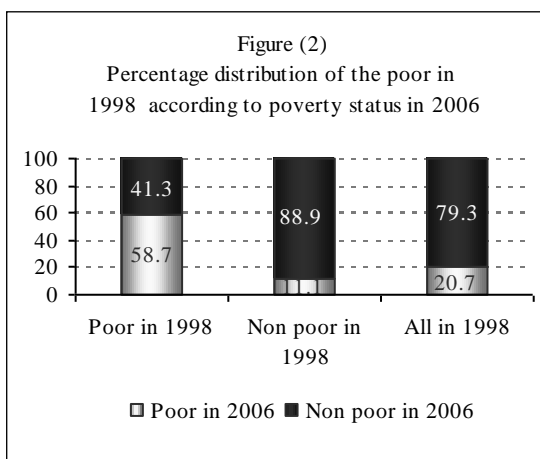 Figure (2)
Percentage distribution of the poor in
1998 according to poverty status in 2006
100
80
60
40
20
0
41.3
58.7
88.9
79.3
20.7
Poor in 1998
Non poor in
1998
All in 1998
Poor in 2006
Non poor in 2006